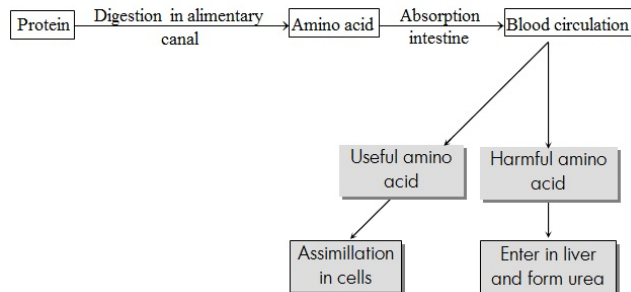 Protein
Digestion in alimentary
canal
Amino acid
Absorption
intestine
Blood circulation
Useful amino
acid
Harmful amino
acid
Assimillation
in cells
Enter in liver
and form urea